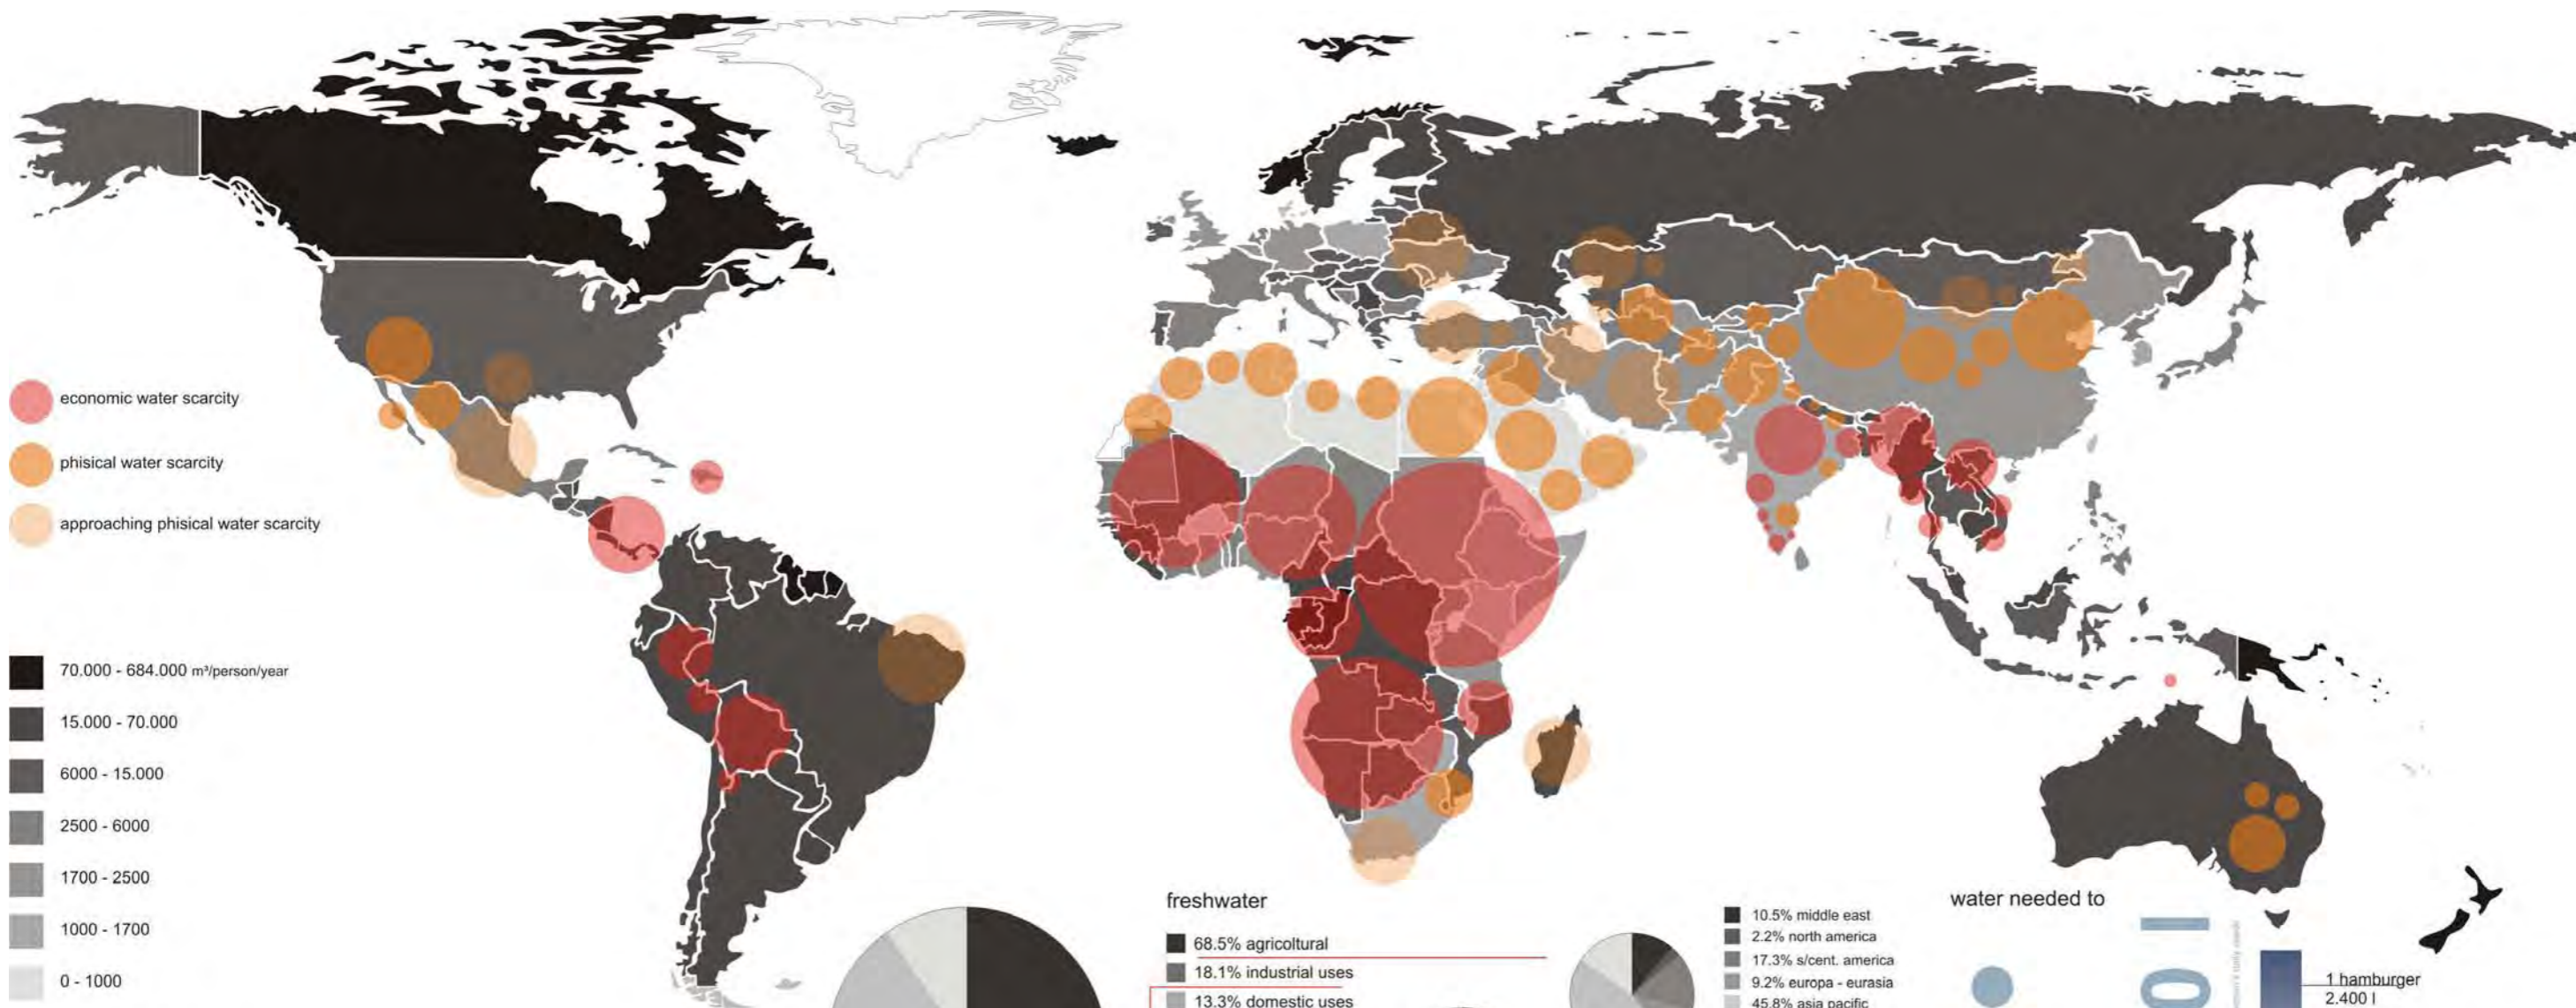 economic water scarcity
phisical water scarcity
approaching phisical water scarcity
70.000 - 684.000 m³/person/year
15.000 - 70.000
6000 - 15.000
2500 - 6000
1700 - 2500
1000 - 1700
0 - 1000
freshwater
68.5% agricoltural
18.1% industrial uses
13.3% domestic uses
10.5% middle east
2.2% north america
17.3% s/cent. america
9.2% europa - eurasia
45.8% asia pacific
water needed to
1 hamburger
2.400 l